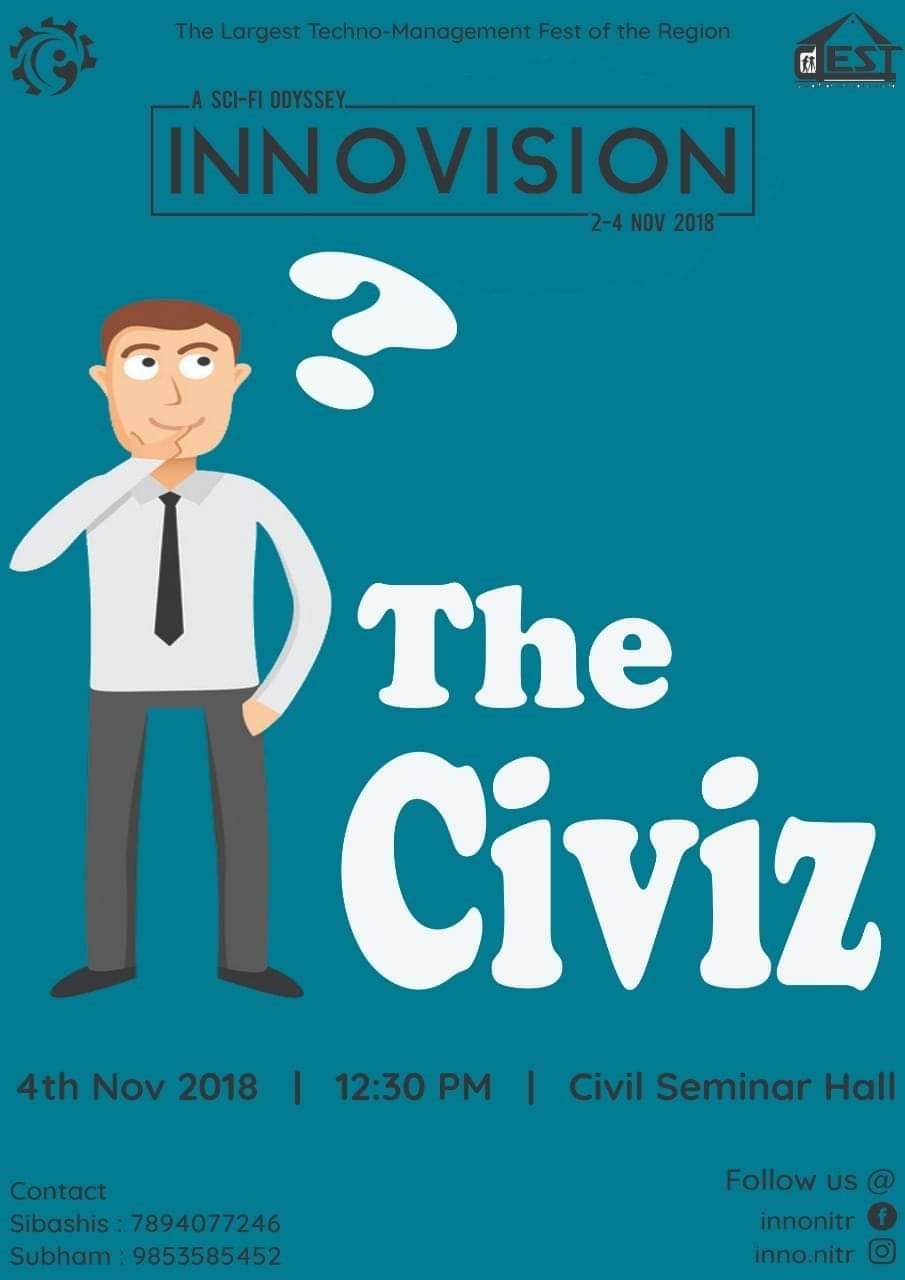 The Largest Techno-Management Fest of the Region
EST
A SCI-FI ODYSSEY
INNOVISION
2-4 NOV 2018
?
The
Civiz
4th Nov 2018 | 12:30 PM | Civil Seminar Hall
Contact
Sibashis : 7894077246
Subham : 9853585452
Follow us @
innonitr
inno.nitr